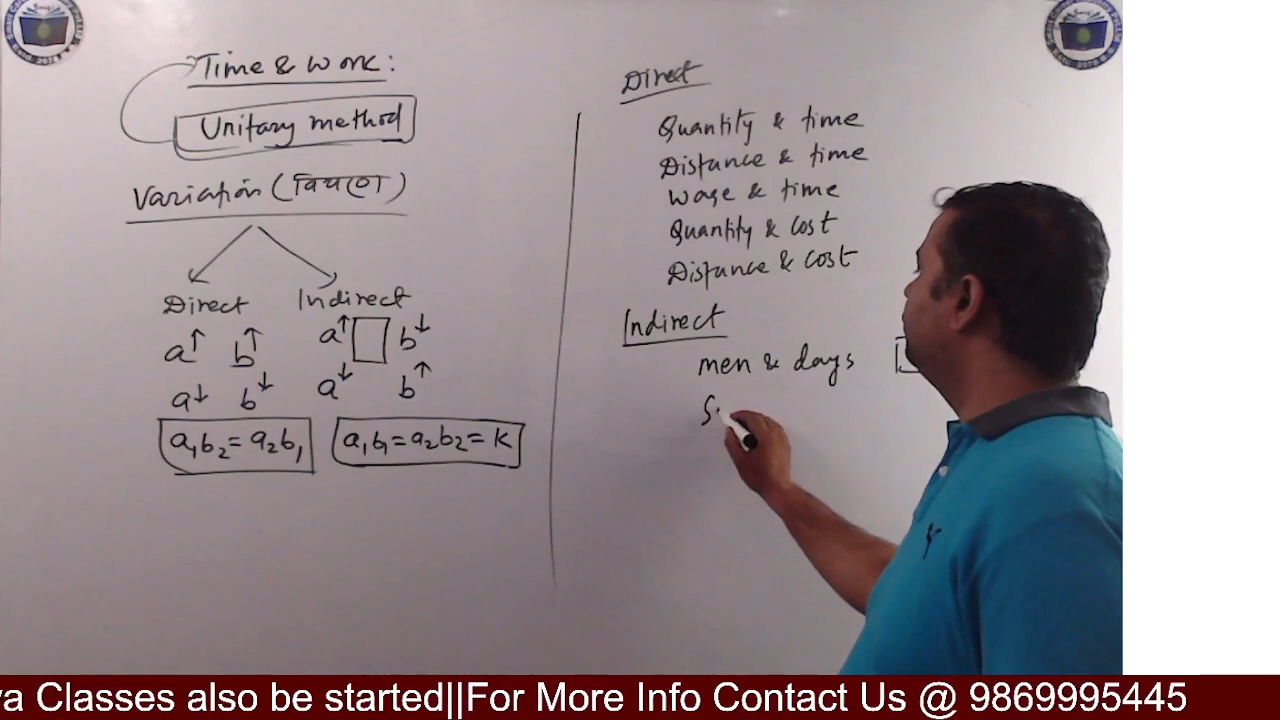 Time & Work:
Unitary method
Variation (विचरण)
Direct Indirect
a↑ b↑ a↑ b↓
a↓ b↓ a↓ b↑
a₁b₂ = a₂b₁ a₁b₁ = a₂b₂ = k
Direct
Quantity & time
Distance & time
Wage & time
Quantity & Cost
Distance & Cost
Indirect
men & days
S
va Classes also be started||For More Info Contact Us @ 9869995445